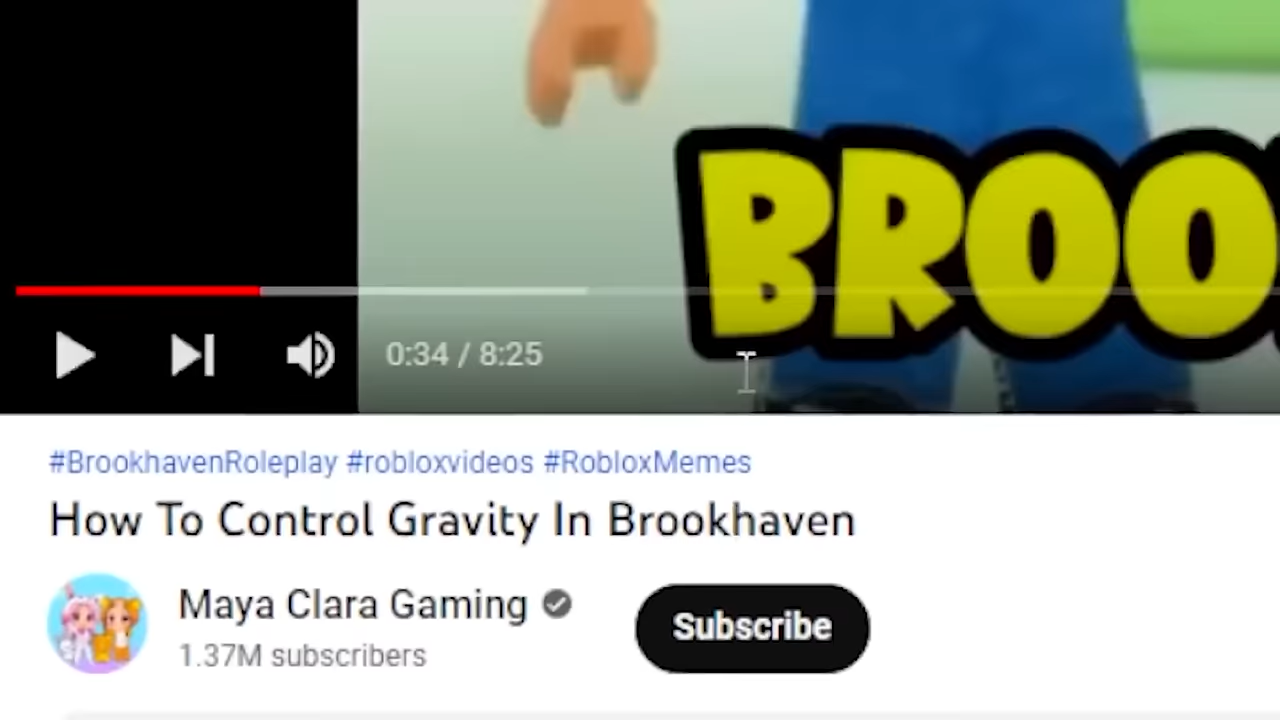 BROO
0:34 / 8:25
#BrookhavenRoleplay #robloxvideos #RobloxMemes
How To Control Gravity In Brookhaven
Maya Clara Gaming
1.37M subscribers
Subscribe